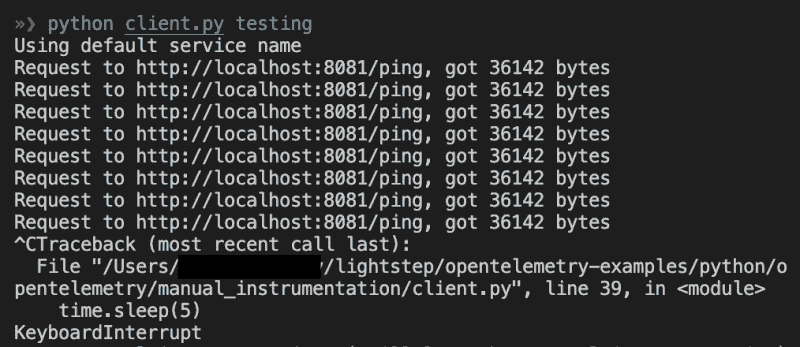 »❯ python client.py testing
Using default service name
Request to http://localhost:8081/ping, got 36142 bytes
Request to http://localhost:8081/ping, got 36142 bytes
Request to http://localhost:8081/ping, got 36142 bytes
Request to http://localhost:8081/ping, got 36142 bytes
Request to http://localhost:8081/ping, got 36142 bytes
Request to http://localhost:8081/ping, got 36142 bytes
Request to http://localhost:8081/ping, got 36142 bytes
Request to http://localhost:8081/ping, got 36142 bytes
^CTraceback (most recent call last):
  File "/Users/ /lightstep/opentelemetry-examples/python/o
pentelemetry/manual_instrumentation/client.py", line 39, in <module>
    time.sleep(5)
KeyboardInterrupt